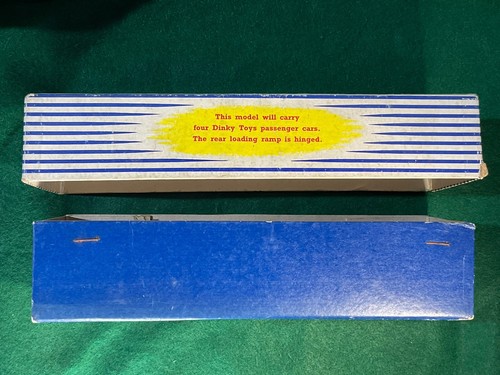 This model will carry
four Dinky Toys passenger cars.
The rear loading ramp is hinged.